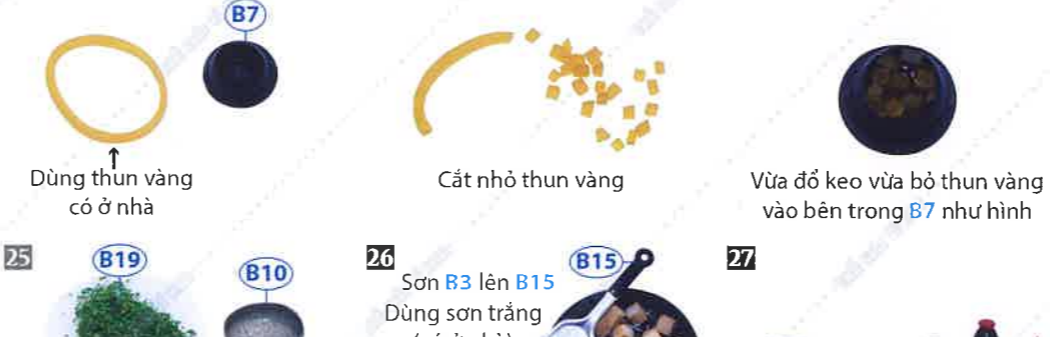 B7
Dùng thun vàng
có ở nhà
Cắt nhỏ thun vàng
Vừa đổ keo vừa bỏ thun vàng
vào bên trong B7 như hình
25
B19
B10
26
Sơn B3 lên B15
Dùng sơn trắng
B15
27